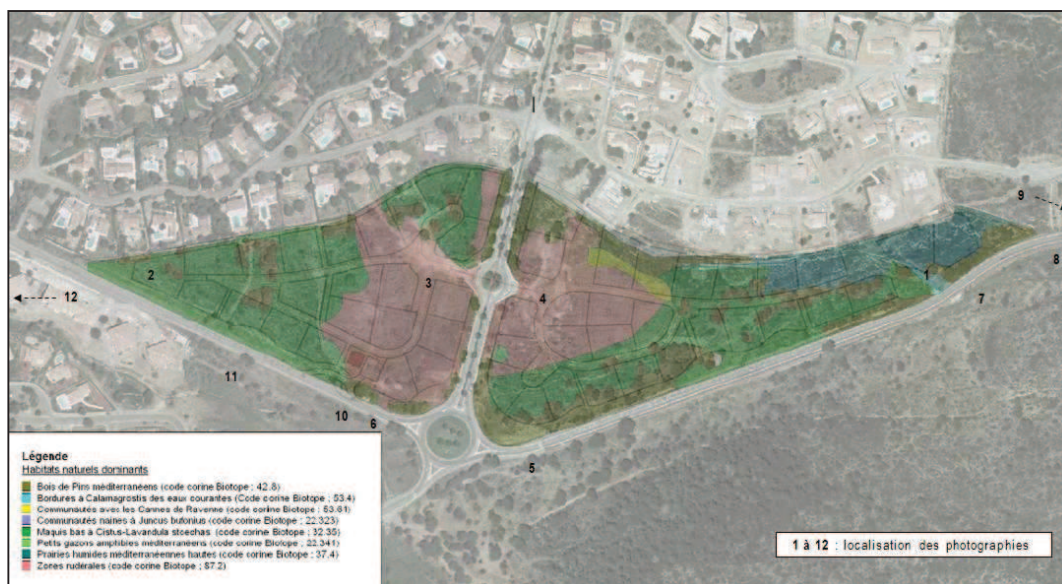 9
8
1
7
2
3
4
12
11
10
6
5
Légende
Habitats naturels dominants
Bois de Pins méditerranéens (code corine Biotope ; 42.8)
Bordures à Calamagrostis des eaux courantes (Code corine Biotope ; 53.4)
Communautés avec les Cannes de Ravenne (code corine Biotope ; 53.61)
Communautés naines à Juncus bufonius (code corine Biotope ; 22.323)
Maquis bas à Cistus-Lavandula stoechas (code corine Biotope ; 32.35)
Petits gazons amphibies méditerranéens (code corine Biotope ; 22.341)
Prairies humides méditerranéennes hautes (code corine Biotope ; 37.4)
Zones rudérales (code corine Biotope ; 87.2)
1 à 12 : localisation des photographies